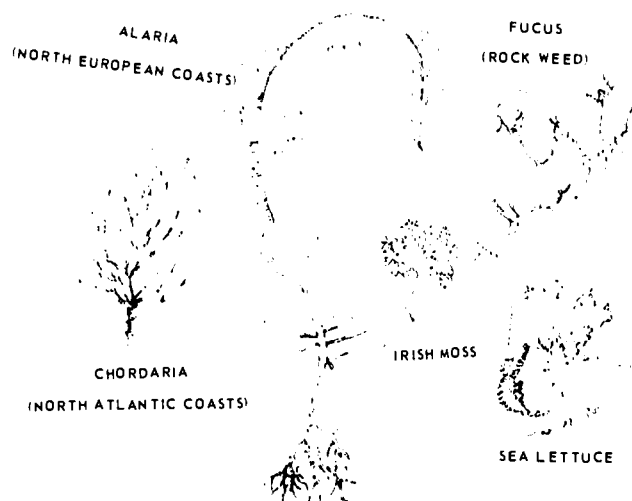 ALARIA
(NORTH EUROPEAN COASTS)
FUCUS
(ROCK WEED)
IRISH MOSS
CHORDARIA
(NORTH ATLANTIC COASTS)
SEA LETTUCE